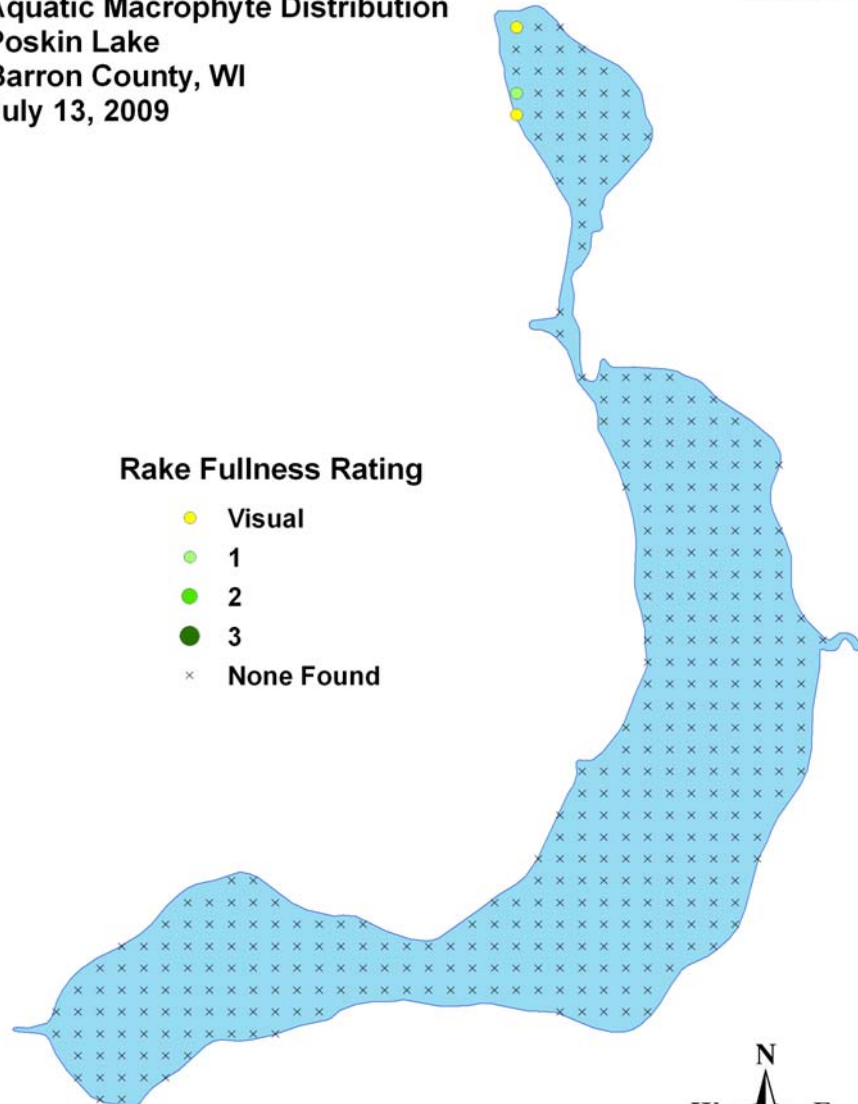 Aquatic Macrophyte Distribution
Poskin Lake
Barron County, WI
July 13, 2009
Rake Fullness Rating
Visual
1
2
3
None Found
N
W E